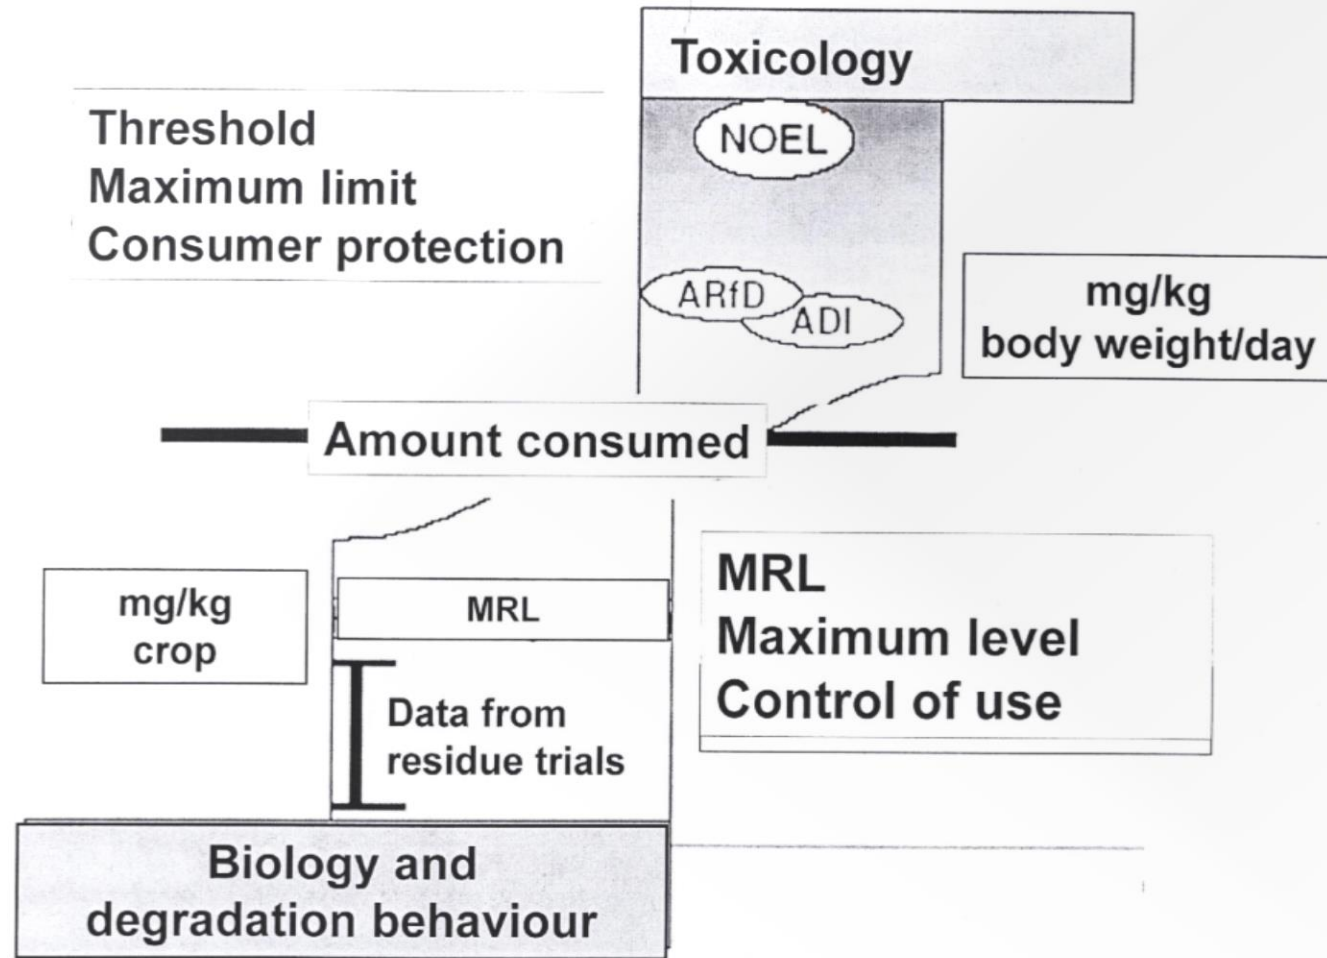 Toxicology
NOEL
Threshold
Maximum limit
Consumer protection
ARfD
ADI
mg/kg
body weight/day
Amount consumed
mg/kg
crop
MRL
MRL
Maximum level
Control of use
Data from
residue trials
Biology and
degradation behaviour